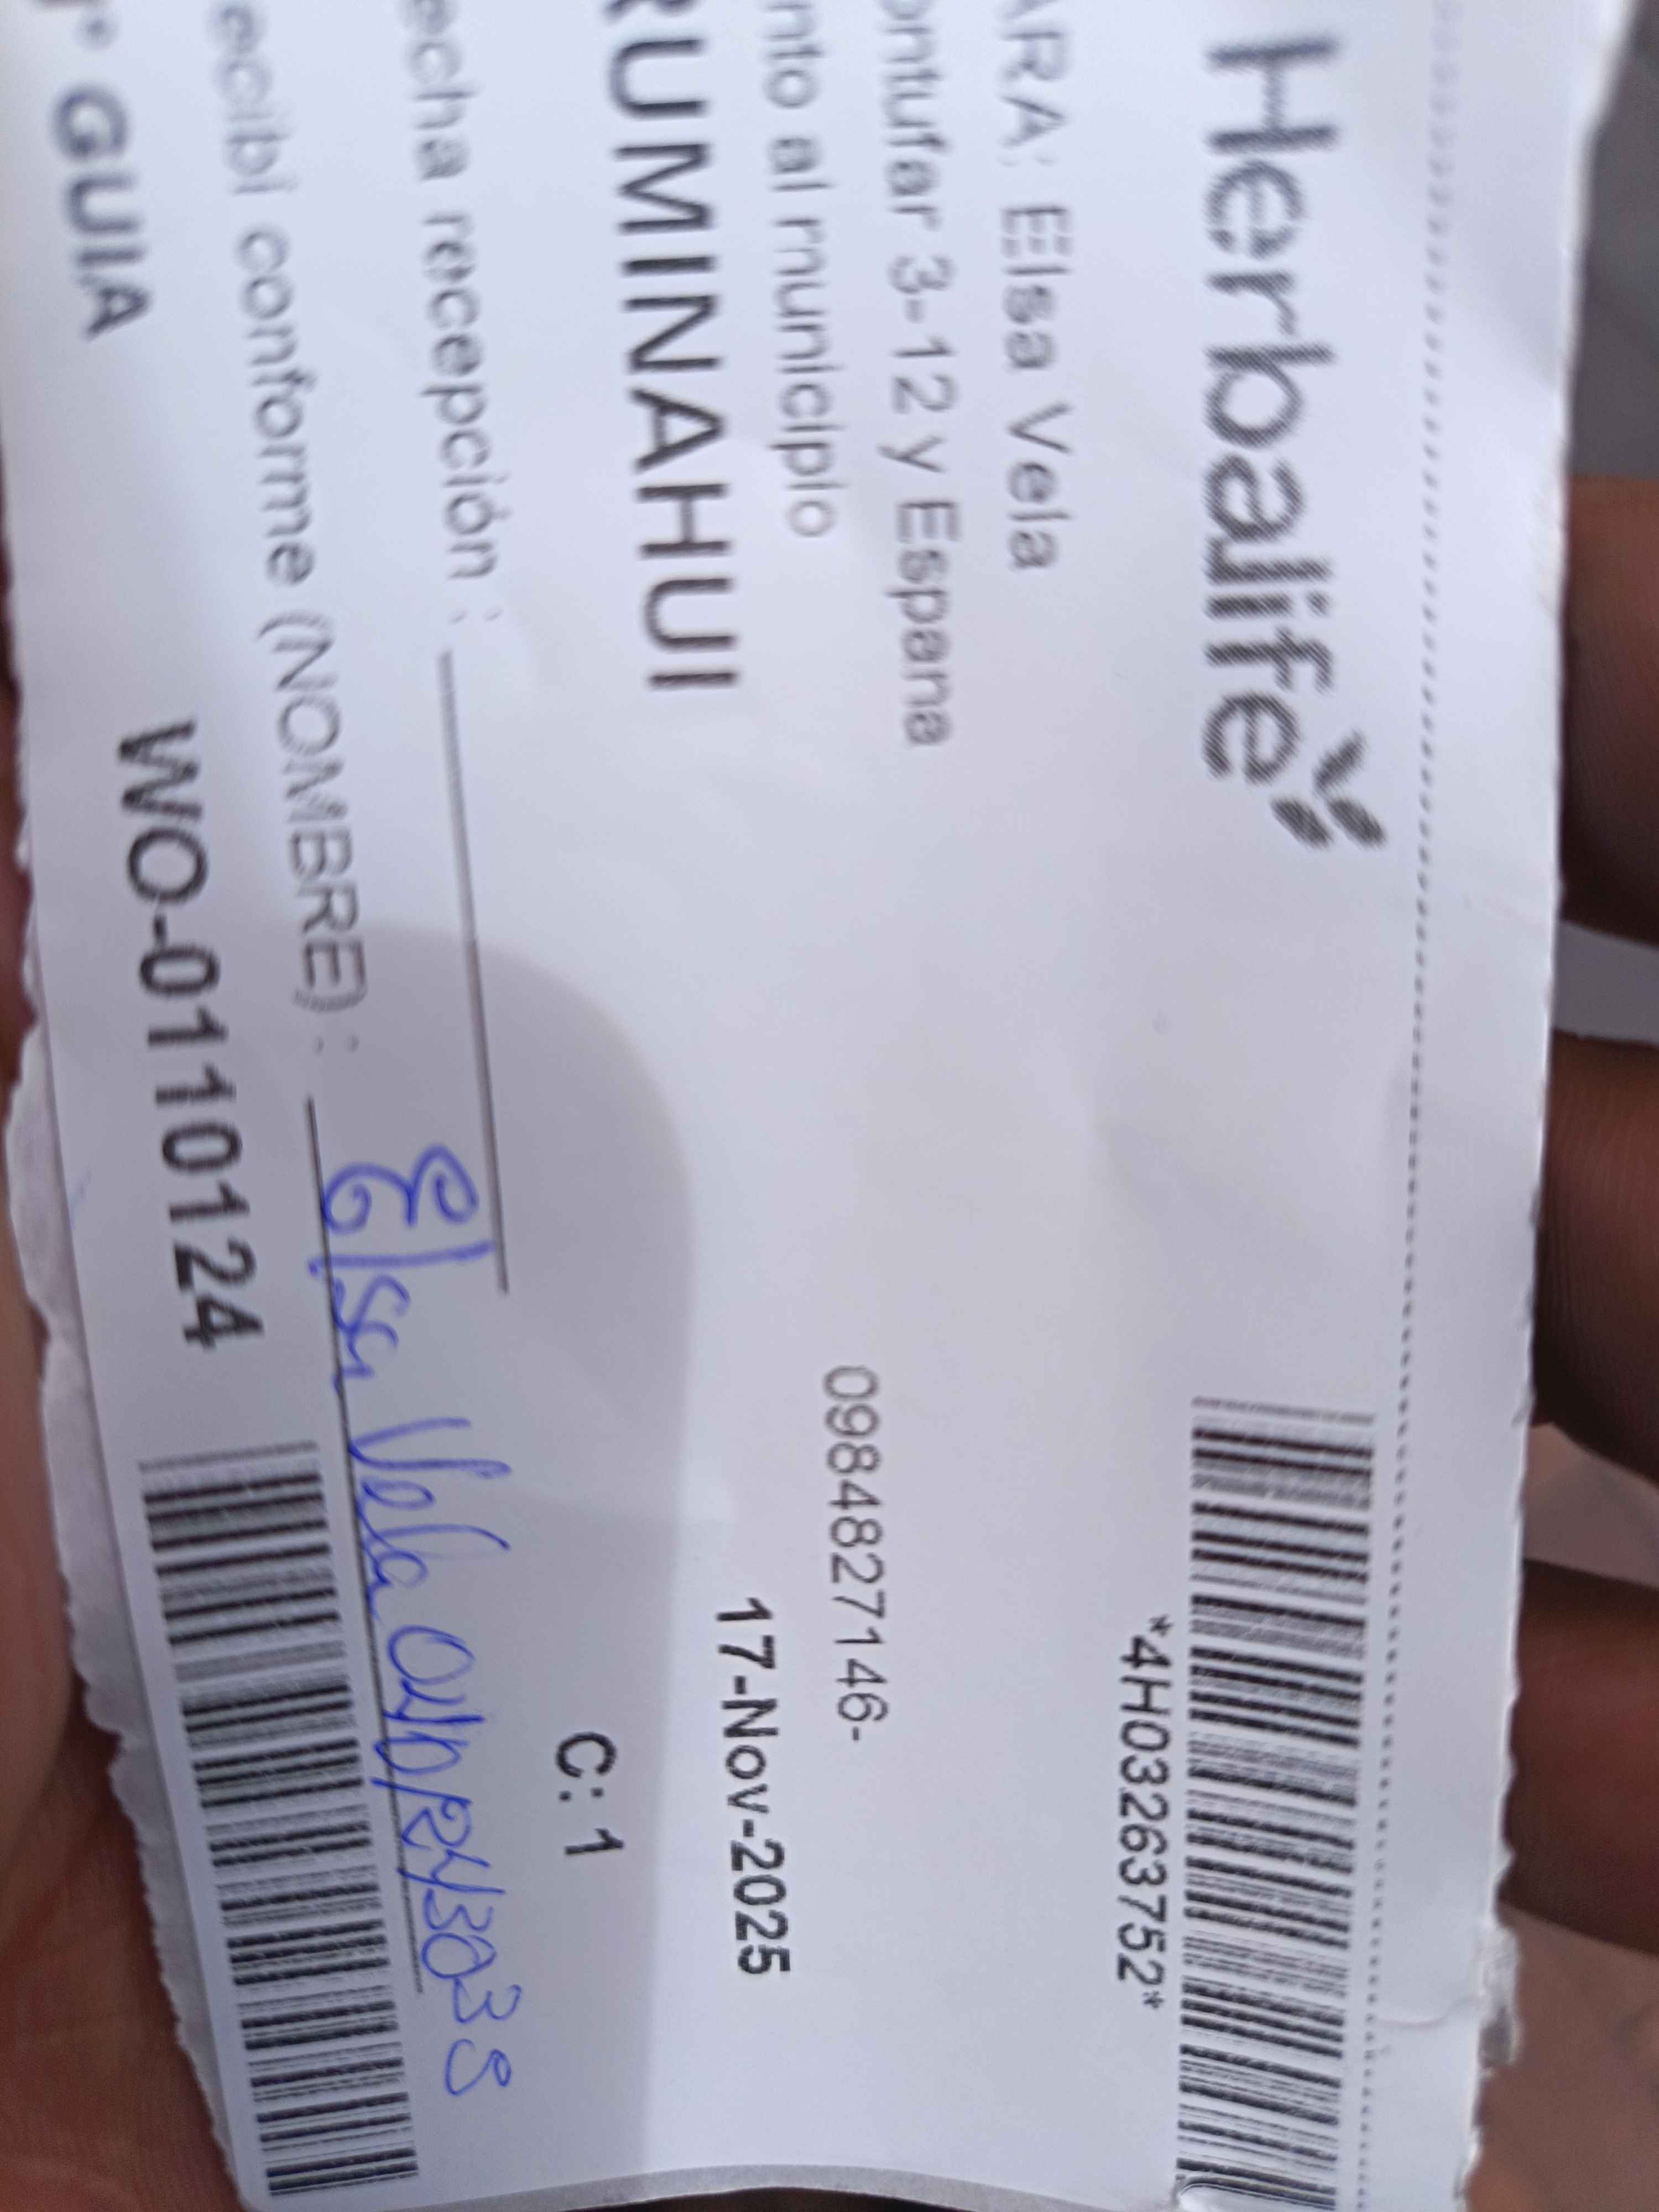 Herbalife
*4H03263752*
ARA: Elsa Vela
ontufar 3-12 y Espana
0984827146-
nto al municipio
17-Nov-2025
RUMINAHUI
C: 1
echa recepción :
ecibi conforme (NOMBRE) : Elsa Vela
° GUIA WO-0110124